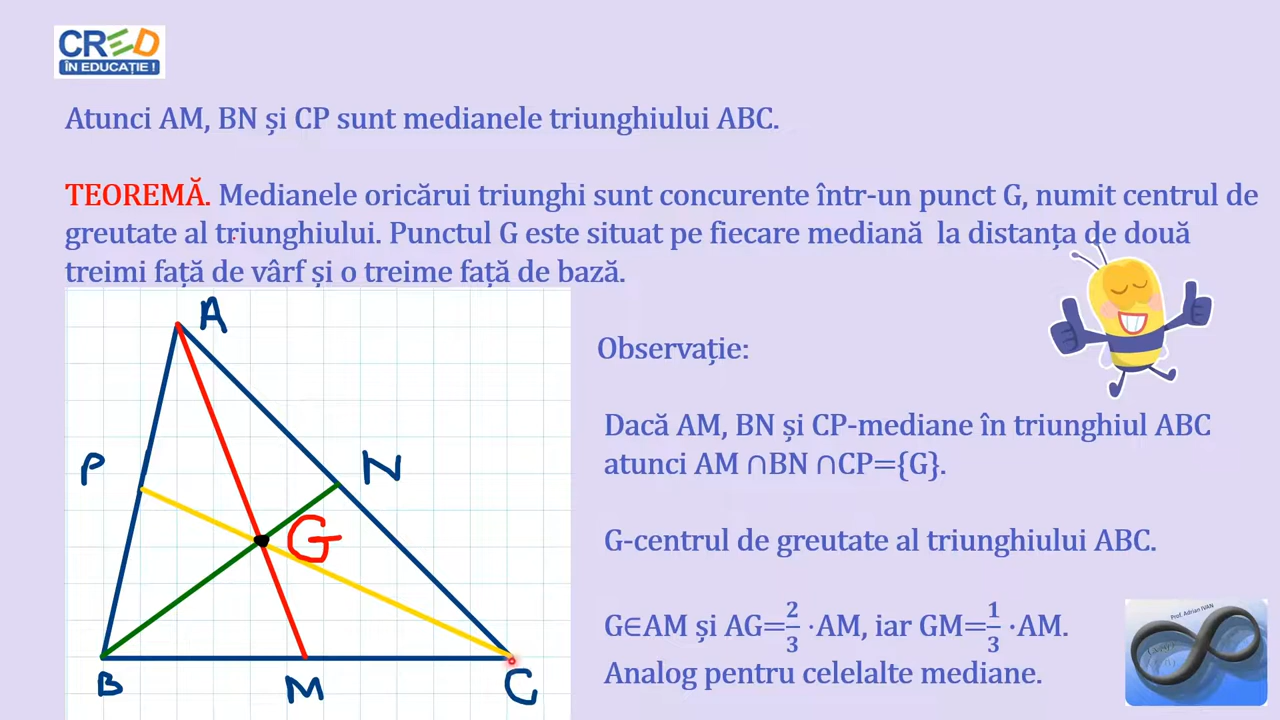 CRED
ÎN EDUCAȚIE !
Atunci AM, BN și CP sunt medianele triunghiului ABC.
TEOREMĂ. Medianele oricărui triunghi sunt concurente într-un punct G, numit centrul de
greutate al triunghiului. Punctul G este situat pe fiecare mediană la distanța de două
treimi față de vârf și o treime față de bază.
A
P
N
G
B
M
C
Observație:
Dacă AM, BN și CP-mediane în triunghiul ABC
atunci AM ∩BN ∩CP={G}.
G-centrul de greutate al triunghiului ABC.
G∈AM și AG=2/3 ·AM, iar GM=1/3 ·AM.
Analog pentru celelalte mediane.
Prof. Adrian IVAN